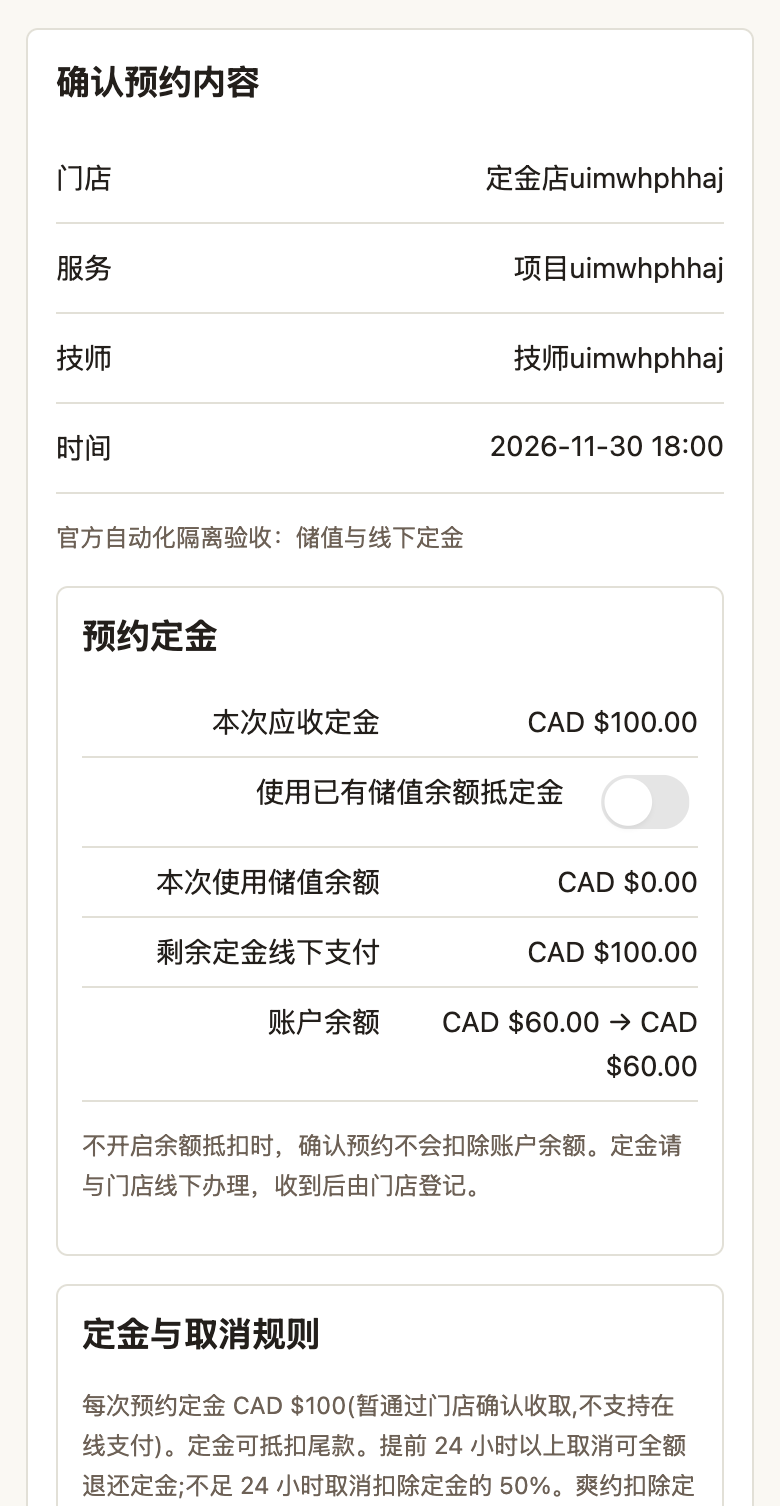 确认预约内容
门店 定金店uimwhphhaj
服务 项目uimwhphhaj
技师 技师uimwhphhaj
时间 2026-11-30 18:00
官方自动化隔离验收：储值与线下定金
预约定金
本次应收定金 CAD $100.00
使用已有储值余额抵定金
本次使用储值余额 CAD $0.00
剩余定金线下支付 CAD $100.00
账户余额 CAD $60.00 → CAD
$60.00
不开启余额抵扣时，确认预约不会扣除账户余额。定金请
与门店线下办理，收到后由门店登记。
定金与取消规则
每次预约定金 CAD $100(暂通过门店确认收取,不支持在
线支付)。定金可抵扣尾款。提前 24 小时以上取消可全额
退还定金;不足 24 小时取消扣除定金的 50%。爽约扣除定